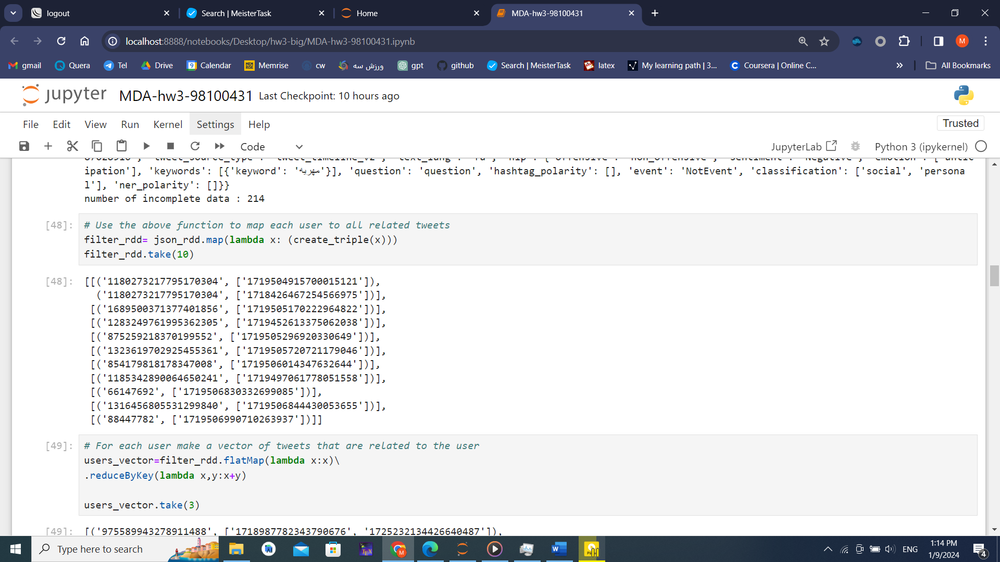 logout
Search | MeisterTask
Home
MDA-hw3-98100431
localhost:8888/notebooks/Desktop/hw3-big/MDA-hw3-98100431.ipynb
M
gmail
Quera
Tel
Drive
9 Calendar
MEM RISE Memrise
cw
ورزش سه
gpt
github
Search | MeisterTask
latex
My learning path | 3...
Coursera | Online C...
All Bookmarks
jupyter MDA-hw3-98100431 Last Checkpoint: 10 hours ago
File Edit View Run Kernel Settings Help
Trusted
Code
JupyterLab
Python 3 (ipykernel)
ipation'], 'keywords': [{'keyword': 'مهریه'}], 'question': 'question', 'hashtag_polarity': [], 'event': 'NotEvent', 'classification': ['social', 'persona
l'], 'ner_polarity': []}}
number of incomplete data : 214
[48]:
# Use the above function to map each user to all related tweets
filter_rdd= json_rdd.map(lambda x: (create_triple(x)))
filter_rdd.take(10)
[48]:
[[('1180273217795170304', ['1719504915700015121']),
('1180273217795170304', ['1718426467254566975'])],
[('1689500371377401856', ['1719505170222964822'])],
[('1283249761995362305', ['1719452613375062038'])],
[('875259218370199552', ['1719505296920330649'])],
[('1323619702925455361', ['1719505720721179046'])],
[('854179818178347008', ['1719506014347632644'])],
[('1185342890064650241', ['1719497061778051558'])],
[('66147692', ['1719506830332699085'])],
[('1316456805531299840', ['1719506844430053655'])],
[('88447782', ['1719506990710263937'])]]
[49]:
# For each user make a vector of tweets that are related to the user
users_vector=filter_rdd.flatMap(lambda x:x)\
.reduceByKey(lambda x,y:x+y)
users_vector.take(3)
[49]:
[('975589943278911488', ['1718987782343790676', '1725232134426640487']),
Type here to search
ENG
1:14 PM
1/9/2024
4